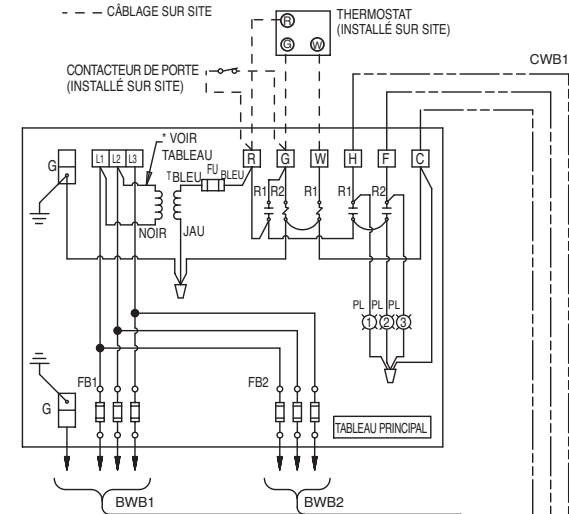 CÂBLAGE SUR SITE
THERMOSTAT
(INSTALLÉ SUR SITE)
R
G W
CONTACTEUR DE PORTE
(INSTALLÉ SUR SITE)
CWB1
* VOIR
TABLEAU
G
L1 L2 L3
R G W H F C
T
BLEU
FU
BLEU
R1 R2 R1 R1 R2
NOIR
JAU
PL PL PL
1 2 3
FB1
FB2
G
TABLEAU PRINCIPAL
BWB1
BWB2